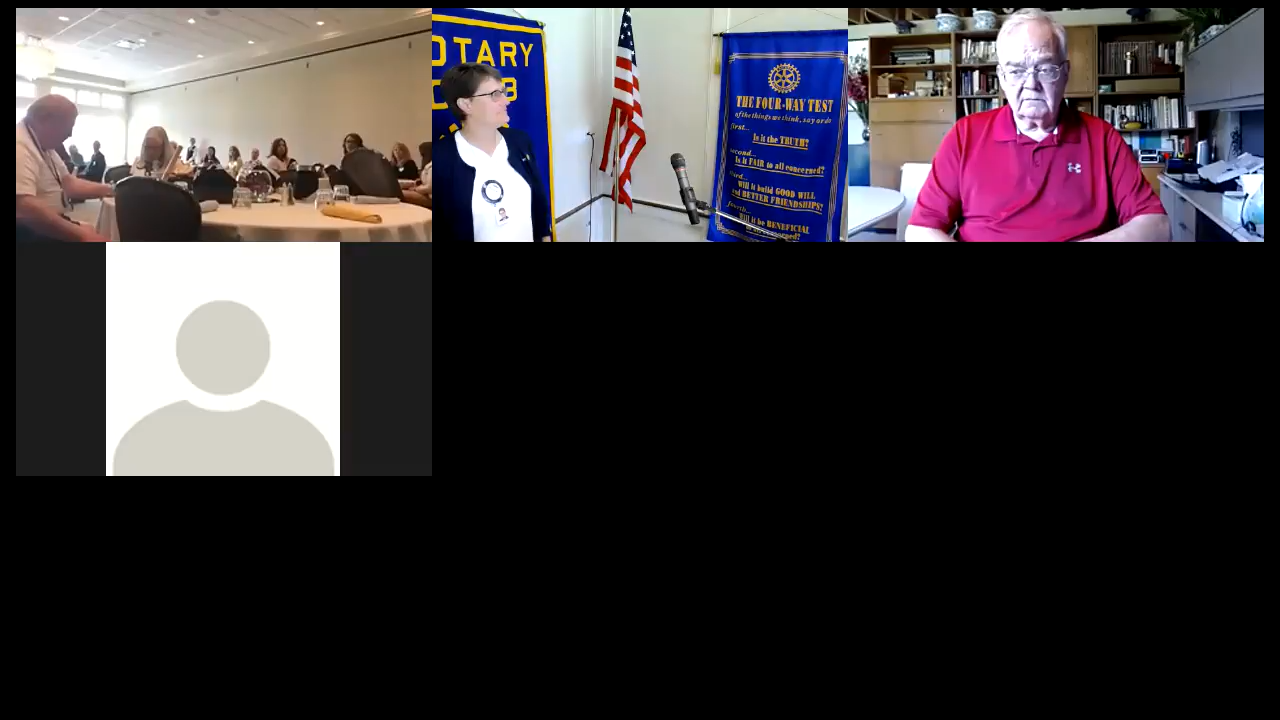 OTARY
THE FOUR-WAY TEST
of the things we think, say or do
first...
Is it the TRUTH?
second...
Is it FAIR to all concerned?
Will it build GOOD WILL
and BETTER FRIENDSHIPS?
fourth...
Will it be BENEFICIAL